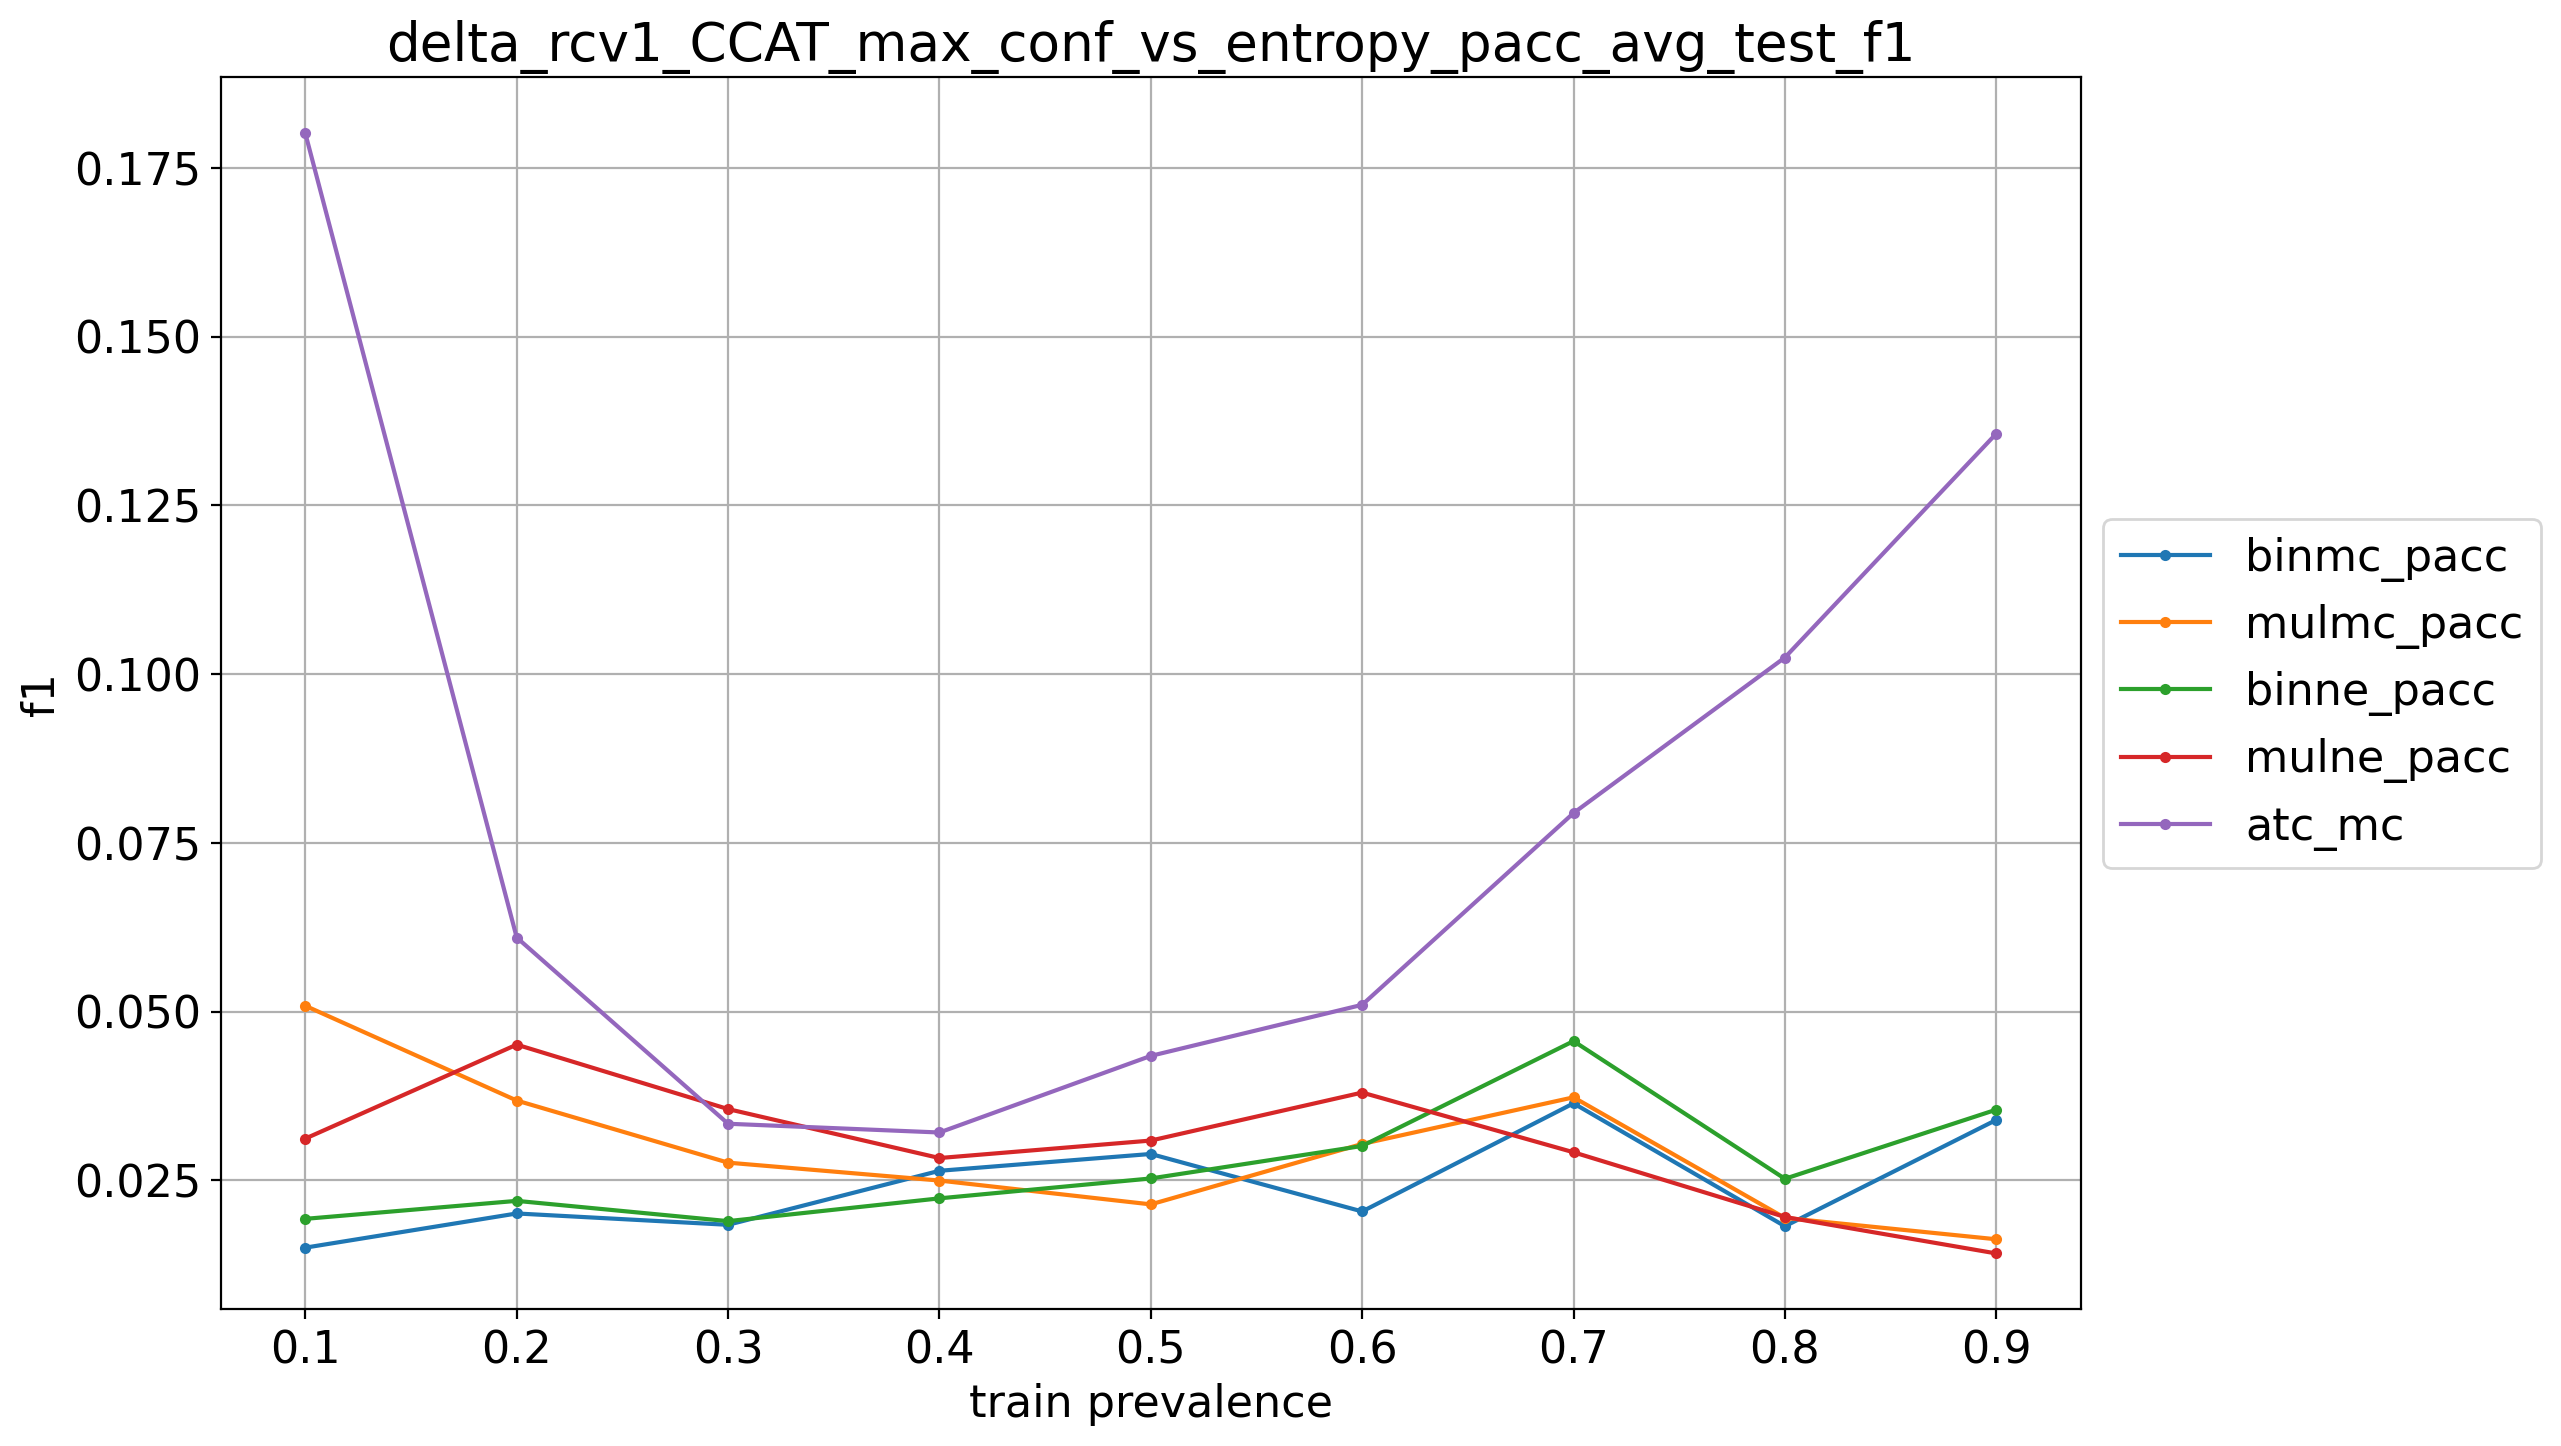 delta_rcv1_CCAT_max_conf_vs_entropy_pacc_avg_test_f1
f1
0.175
0.150
0.125
0.100
0.075
0.050
0.025
0.1 0.2 0.3 0.4 0.5 0.6 0.7 0.8 0.9
train prevalence
binmc_pacc
mulmc_pacc
binne_pacc
mulne_pacc
atc_mc